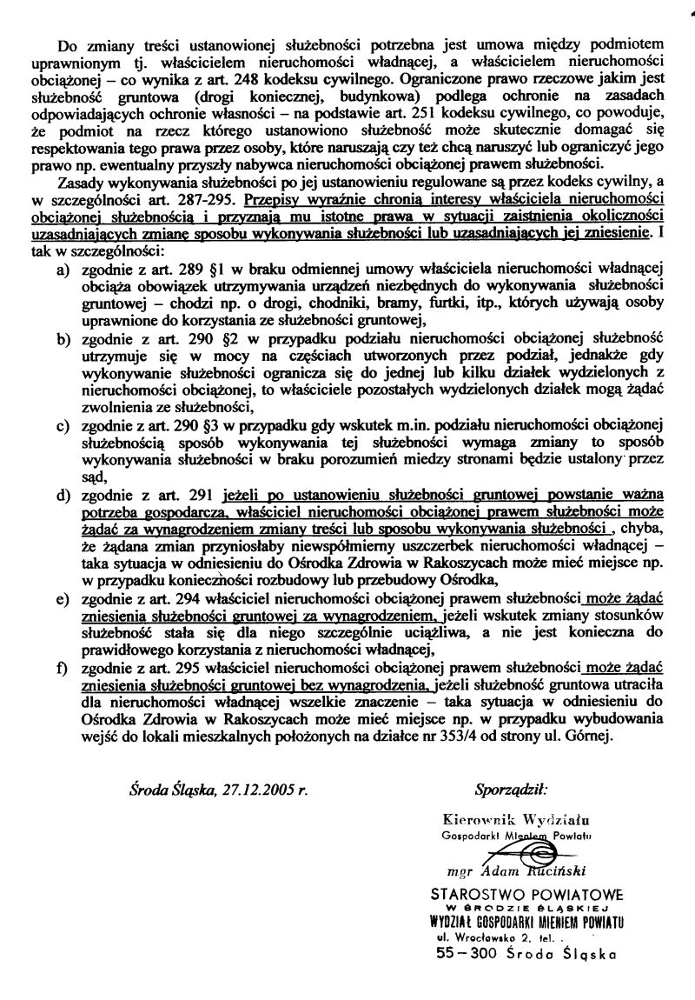 Do zmiany treści ustanowionej służebności potrzebna jest umowa między podmiotem
uprawnionym tj. właścicielem nieruchomości władnącej, a właścicielem nieruchomości
obciążonej – co wynika z art. 248 kodeksu cywilnego. Ograniczone prawo rzeczowe jakim jest
służebność gruntowa (drogi koniecznej, budynkowa) podlega ochronie na zasadach
odpowiadających ochronie własności – na podstawie art. 251 kodeksu cywilnego, co powoduje,
że podmiot na rzecz którego ustanowiono służebność może skutecznie domagać się
respektowania tego prawa przez osoby, które naruszają czy też chcą naruszyć lub ograniczyć jego
prawo np. ewentualny przyszły nabywca nieruchomości obciążonej prawem służebności.
Zasady wykonywania służebności po jej ustanowieniu regulowane są przez kodeks cywilny, a
w szczególności art. 287-295. Przepisy wyraźnie chronią interesy właściciela nieruchomości
obciążonej służebnością i przyznają mu istotne prawa w sytuacji zaistnienia okoliczności
uzasadniających zmianę sposobu wykonywania służebności lub uzasadniających jej zniesienie. I
tak w szczególności:
a) zgodnie z art. 289 §1 w braku odmiennej umowy właściciela nieruchomości władnącej
obciąża obowiązek utrzymywania urządzeń niezbędnych do wykonywania służebności
gruntowej – chodzi np. o drogi, chodniki, bramy, furtki, itp., których używają osoby
uprawnione do korzystania ze służebności gruntowej,
b) zgodnie z art. 290 §2 w przypadku podziału nieruchomości obciążonej służebność
utrzymuje się w mocy na częściach utworzonych przez podział, jednakże gdy
wykonywanie służebności ogranicza się do jednej lub kilku działek wydzielonych z
nieruchomości obciążonej, to właściciele pozostałych wydzielonych działek mogą żądać
zwolnienia ze służebności,
c) zgodnie z art. 290 §3 w przypadku gdy wskutek m.in. podziału nieruchomości obciążonej
służebnością sposób wykonywania tej służebności wymaga zmiany to sposób
wykonywania służebności w braku porozumień miedzy stronami będzie ustalony przez
sąd,
d) zgodnie z art. 291 jeżeli po ustanowieniu służebności gruntowej powstanie ważna
potrzeba gospodarcza, właściciel nieruchomości obciążonej prawem służebności może
żądać za wynagrodzeniem zmiany treści lub sposobu wykonywania służebności , chyba,
że żądana zmian przyniosłaby niewspółmierny uszczerbek nieruchomości władnącej –
taka sytuacja w odniesieniu do Ośrodka Zdrowia w Rakoszycach może mieć miejsce np.
w przypadku konieczności rozbudowy lub przebudowy Ośrodka,
e) zgodnie z art. 294 właściciel nieruchomości obciążonej prawem służebności może żądać
zniesienia służebności gruntowej za wynagrodzeniem, jeżeli wskutek zmiany stosunków
służebność stała się dla niego szczególnie uciążliwa, a nie jest konieczna do
prawidłowego korzystania z nieruchomości władnącej,
f) zgodnie z art. 295 właściciel nieruchomości obciążonej prawem służebności może żądać
zniesienia służebności gruntowej bez wynagrodzenia, jeżeli służebność gruntowa utraciła
dla nieruchomości władnącej wszelkie znaczenie – taka sytuacja w odniesieniu do
Ośrodka Zdrowia w Rakoszycach może mieć miejsce np. w przypadku wybudowania
wejść do lokali mieszkalnych położonych na działce nr 353/4 od strony ul. Górnej.
Środa Śląska, 27.12.2005 r.
Sporządził:
Kierownik Wydziału
Gospodarki Mieniem Powiatu
mgr Adam Ruciński
STAROSTWO POWIATOWE
W ŚRODZIE ŚLĄSKIEJ
WYDZIAŁ GOSPODARKI MIENIEM POWIATU
ul. Wrocławska 2, tel. .
55-300 Środa Śląska